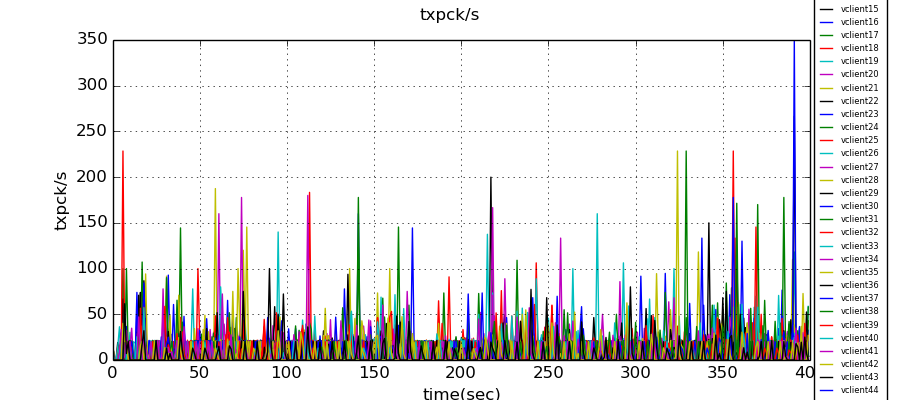 txpck/s
350
300
250
200
150
100
50
0
txpck/s
0 50 100 150 200 250 300 350 40
time(sec)
vclient15
vclient16
vclient17
vclient18
vclient19
vclient20
vclient21
vclient22
vclient23
vclient24
vclient25
vclient26
vclient27
vclient28
vclient29
vclient30
vclient31
vclient32
vclient33
vclient34
vclient35
vclient36
vclient37
vclient38
vclient39
vclient40
vclient41
vclient42
vclient43
vclient44